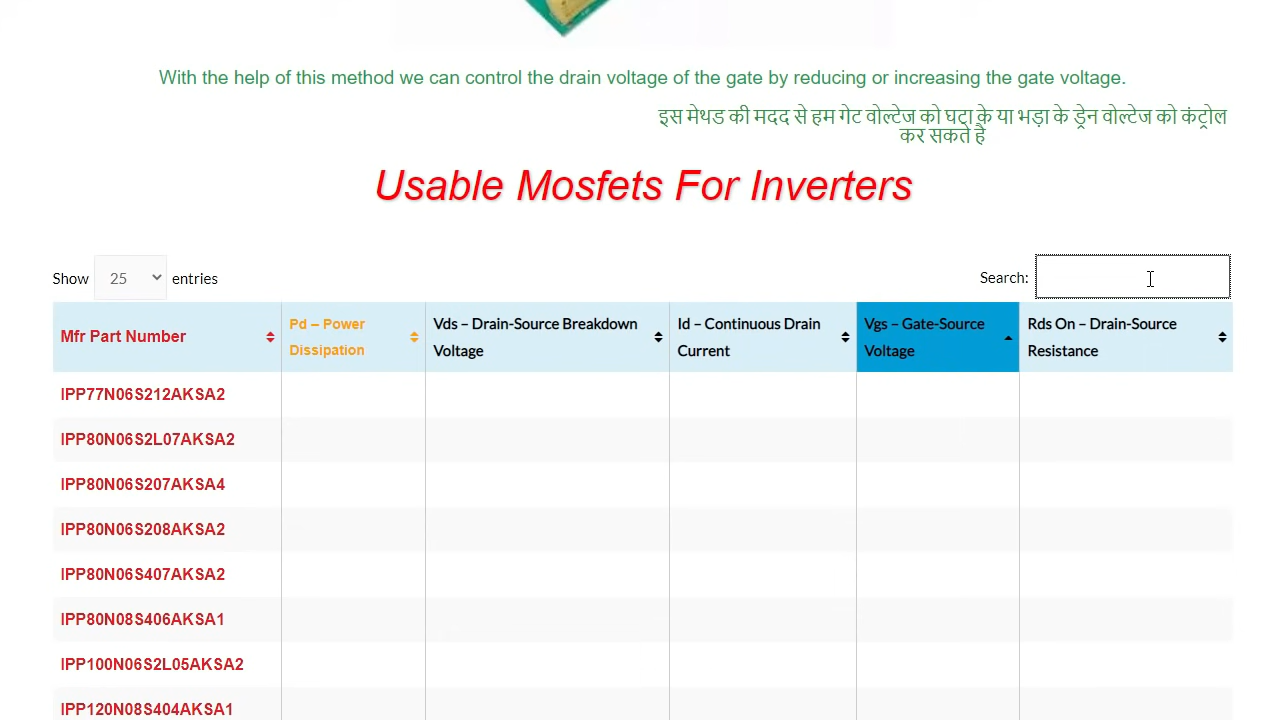 With the help of this method we can control the drain voltage of the gate by reducing or increasing the gate voltage.
इस मेथड की मदद से हम गेट वोल्टेज को घटा के या भड़ा के ड्रेन वोल्टेज को कंट्रोल
कर सकते है
Usable Mosfets For Inverters
Show 25 entries
Search:
Mfr Part Number
Pd – Power
Dissipation
Vds – Drain-Source Breakdown
Voltage
Id – Continuous Drain
Current
Vgs – Gate-Source
Voltage
Rds On – Drain-Source
Resistance
IPP77N06S212AKSA2
IPP80N06S2L07AKSA2
IPP80N06S207AKSA4
IPP80N06S208AKSA2
IPP80N06S407AKSA2
IPP80N08S406AKSA1
IPP100N06S2L05AKSA2
IPP120N08S404AKSA1